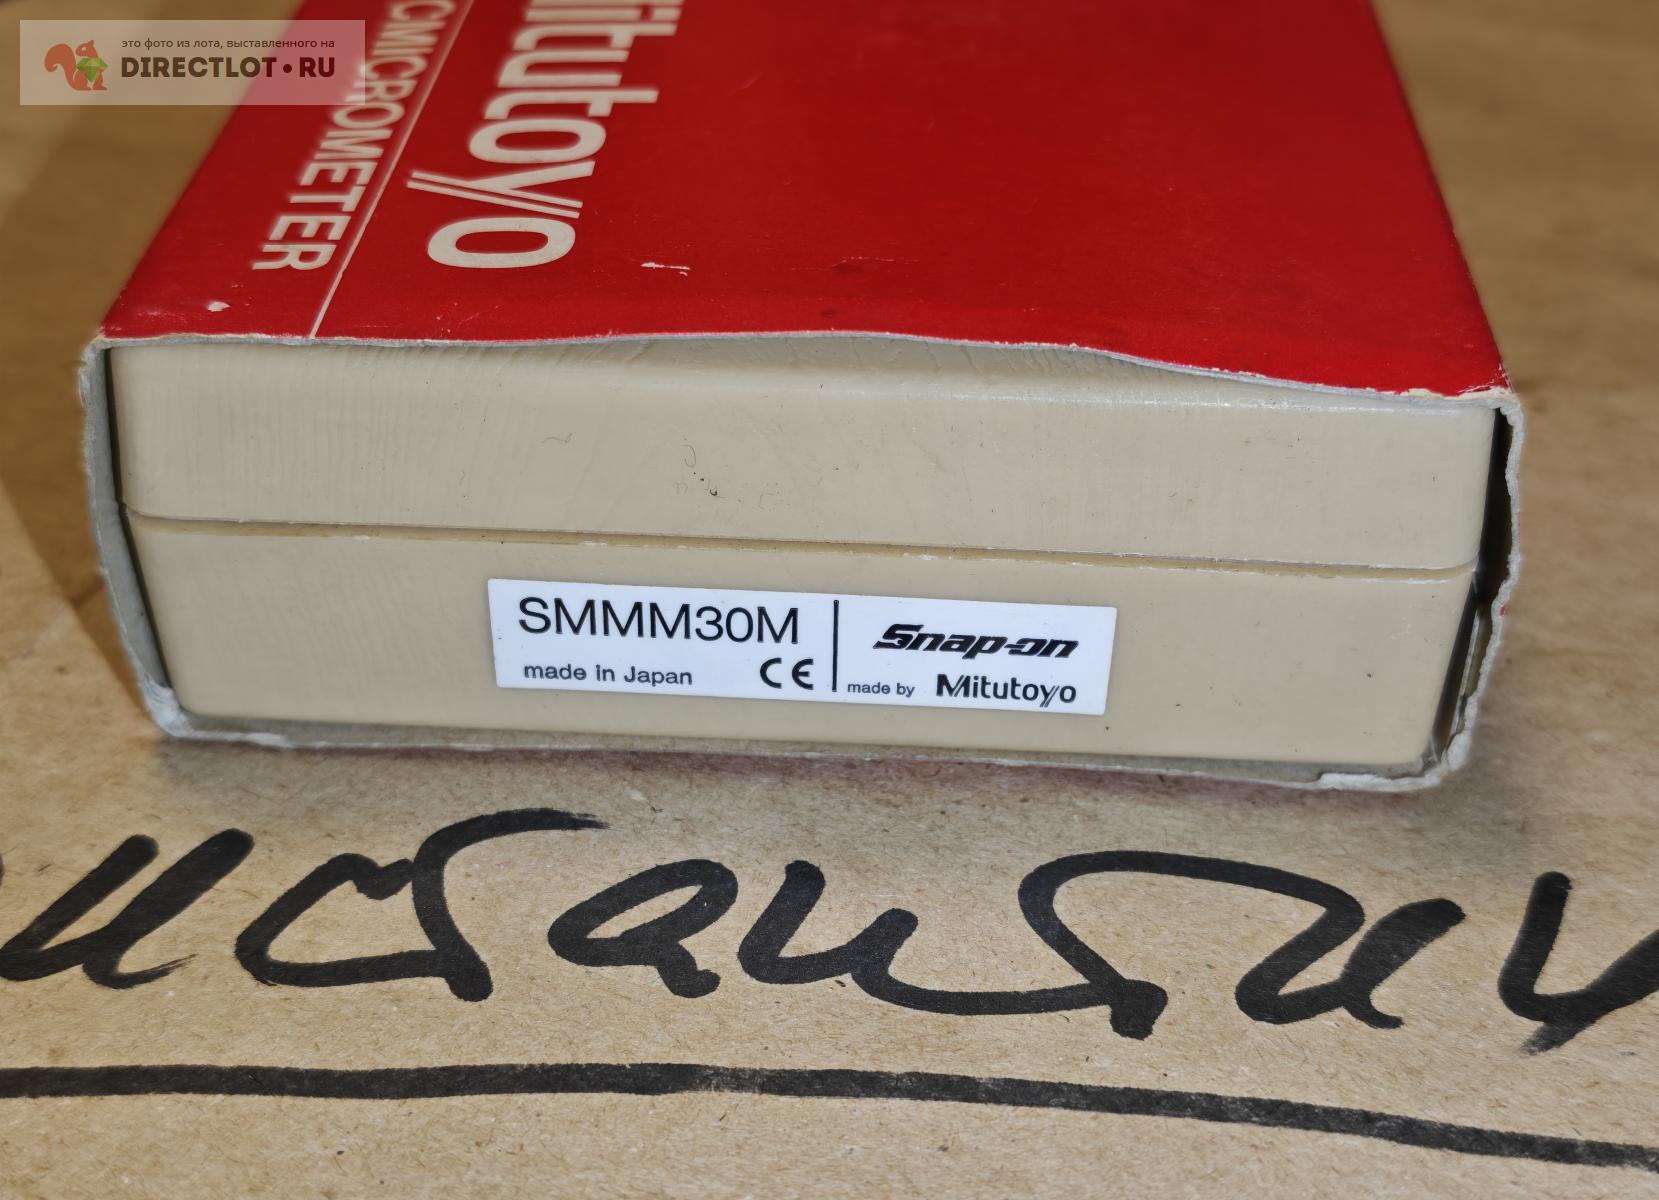 это фото из лота, выставленного на
DIRECTLOT•RU
Mitutoyo
MICROMETER
SMMM30M
made in Japan CE
Snap-on
made by Mitutoyo